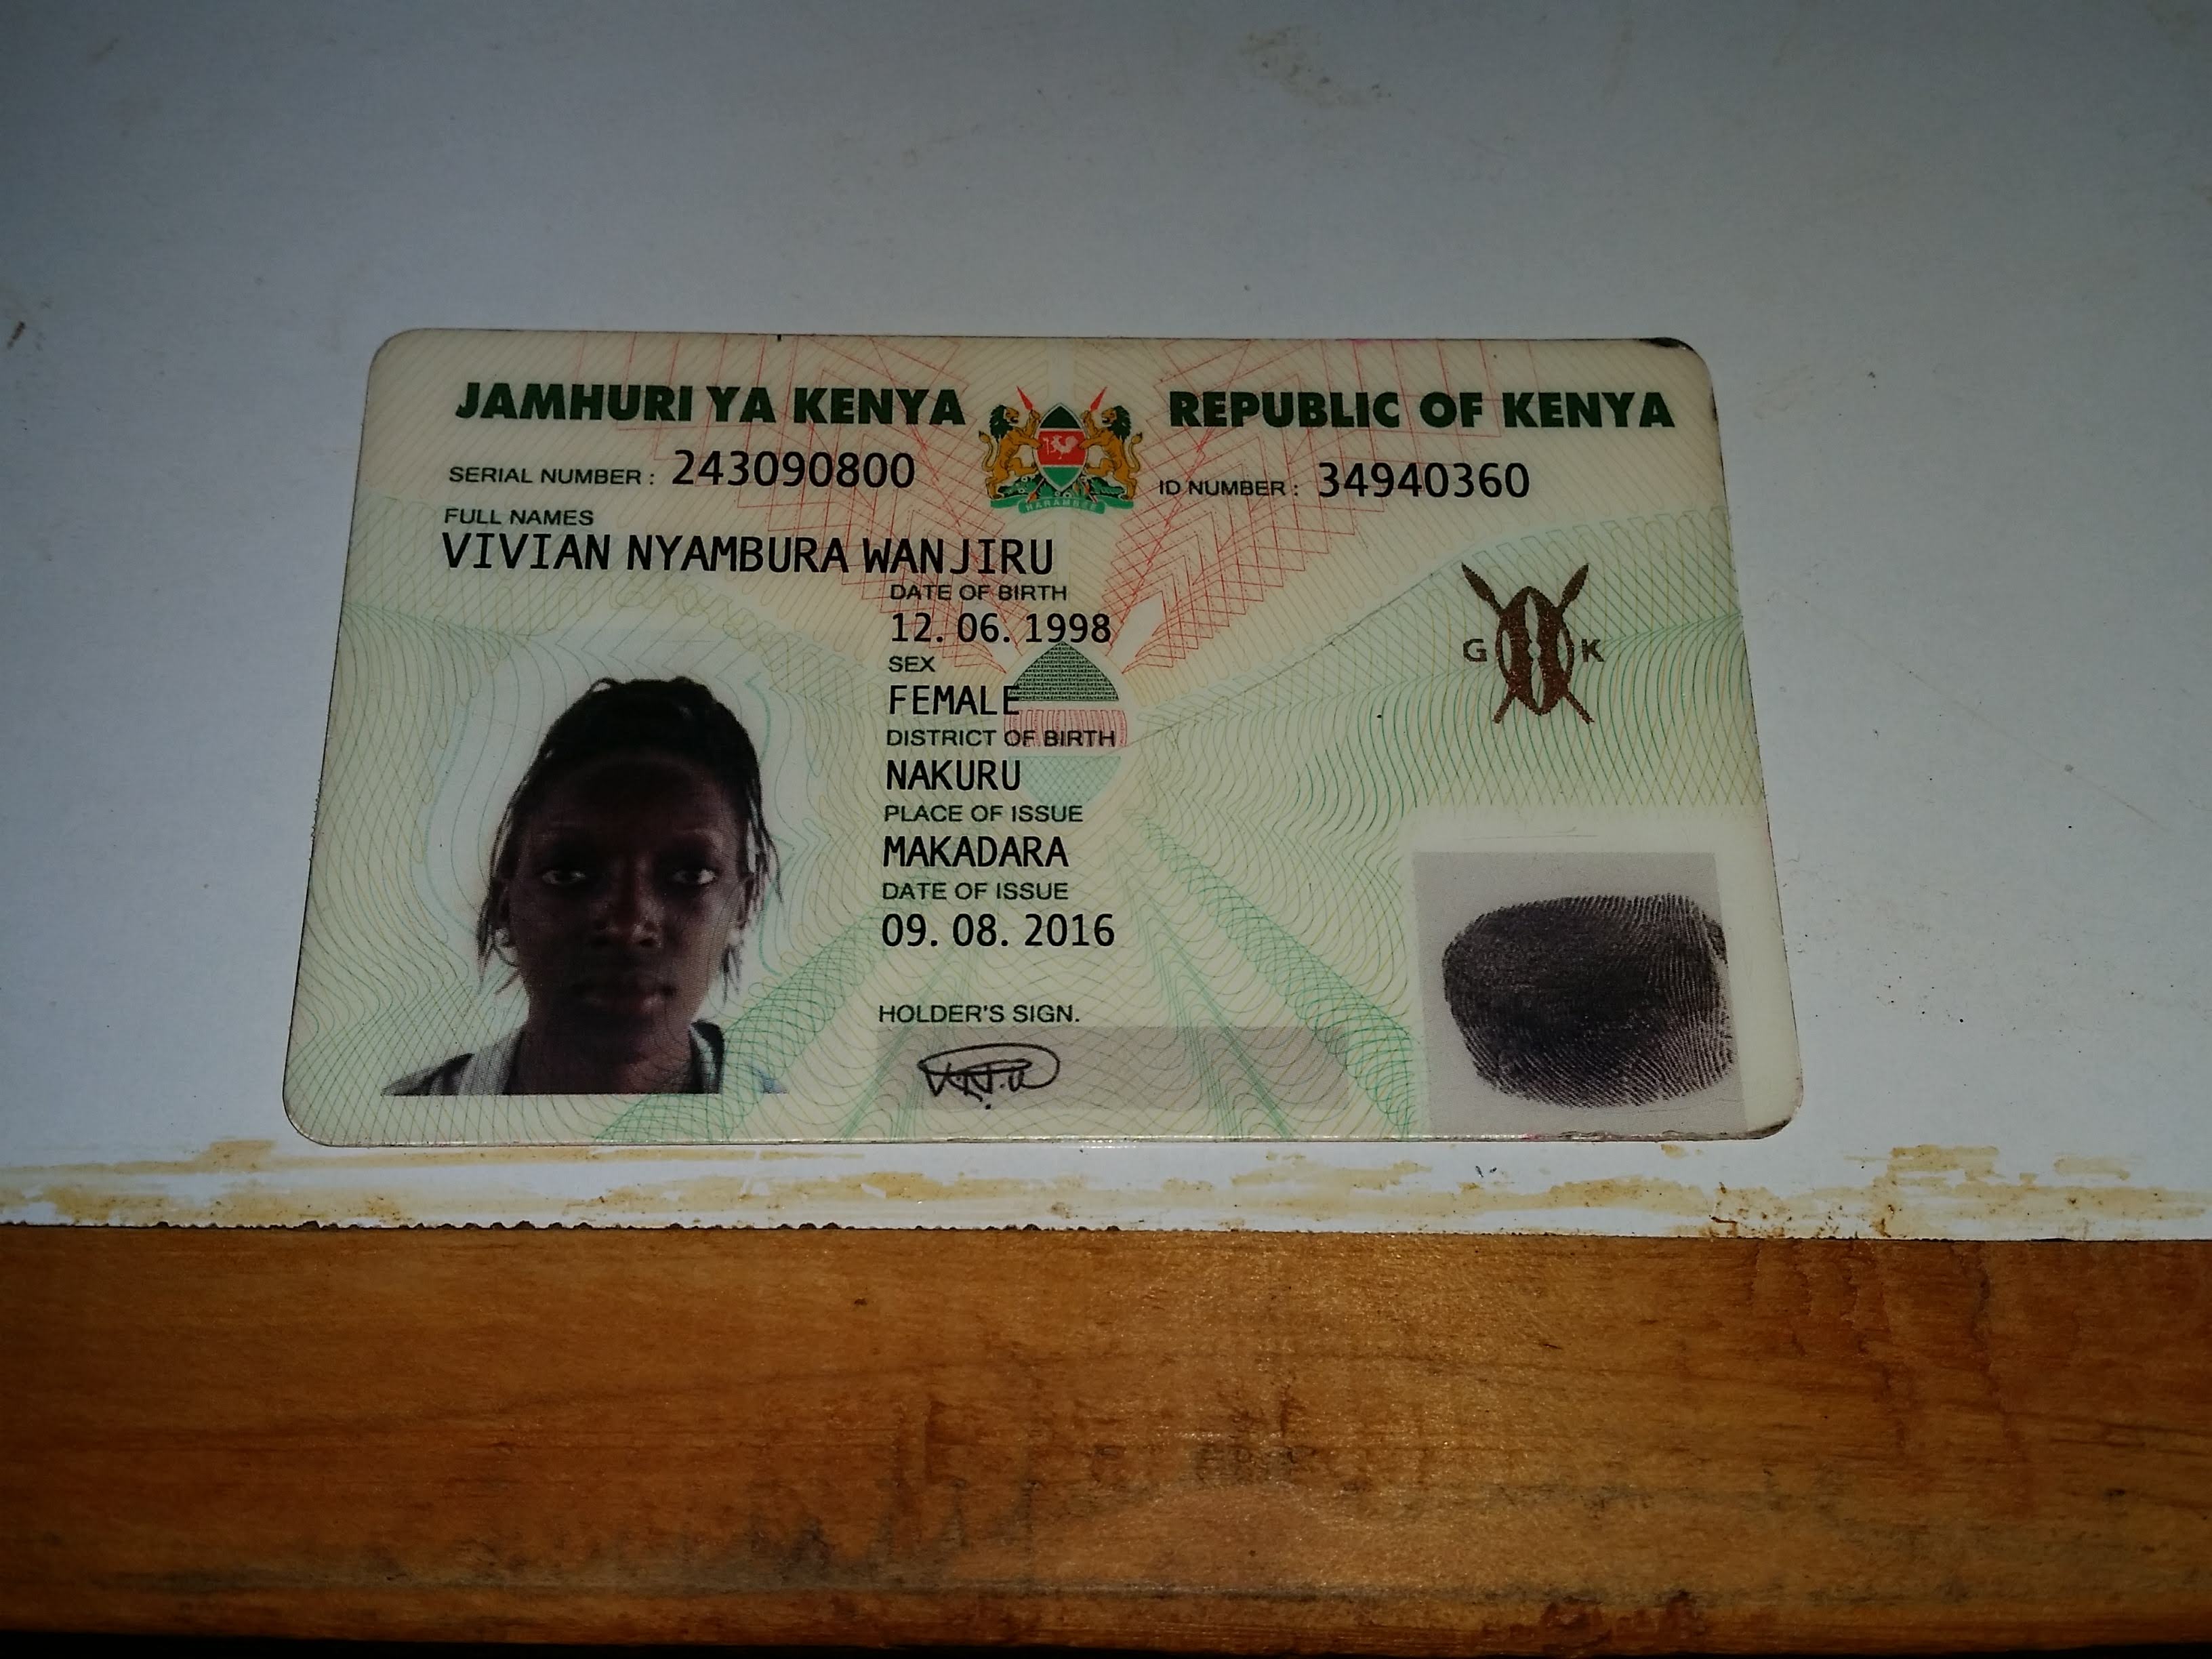 JAMHURI YA KENYA REPUBLIC OF KENYA
SERIAL NUMBER : 243090800 ID NUMBER : 34940360
HARAMBEE
FULL NAMES
VIVIAN NYAMBURA WANJIRU
DATE OF BIRTH
12. 06. 1998
SEX
FEMALE
G K
DISTRICT OF BIRTH
NAKURU
PLACE OF ISSUE
MAKADARA
DATE OF ISSUE
09. 08. 2016
HOLDER'S SIGN.